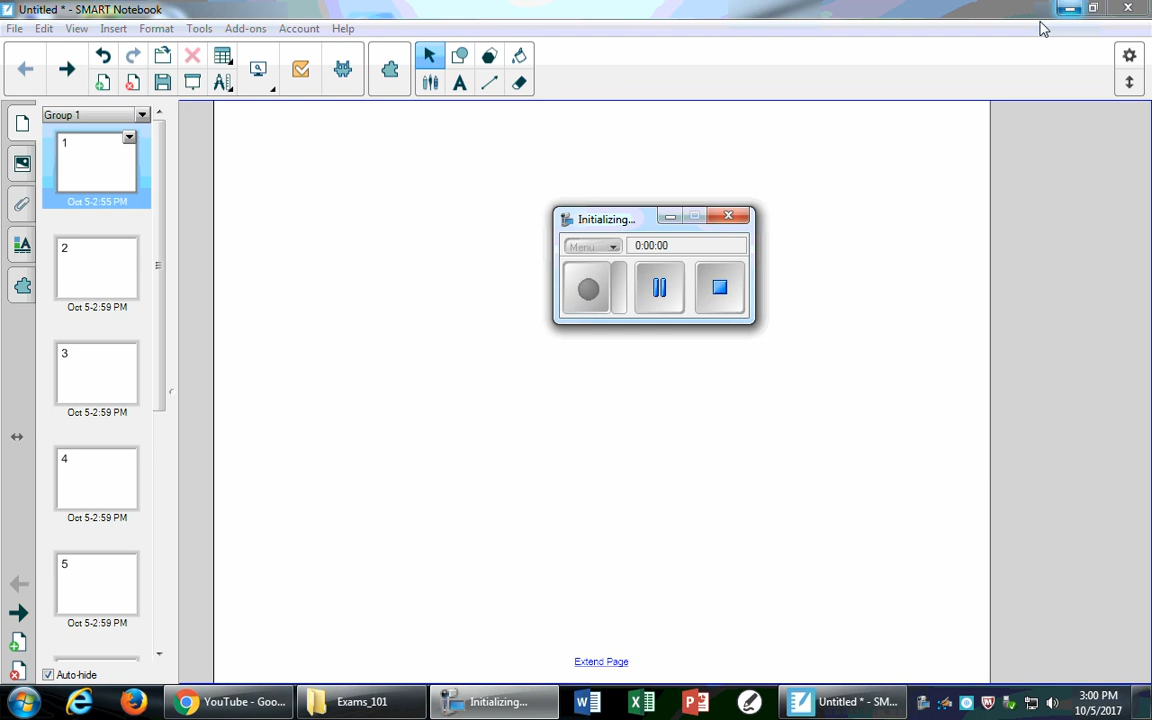 Untitled * - SMART Notebook
File Edit View Insert Format Tools Add-ons Account Help
Group 1
1
Oct 5-2:55 PM
2
Oct 5-2:59 PM
3
Oct 5-2:59 PM
4
Oct 5-2:59 PM
5
Oct 5-2:59 PM
Auto-hide
Initializing...
Menu 0:00:00
Extend Page
YouTube - Goo... Exams_101 Initializing... Untitled * - SM... 3:00 PM
10/5/2017